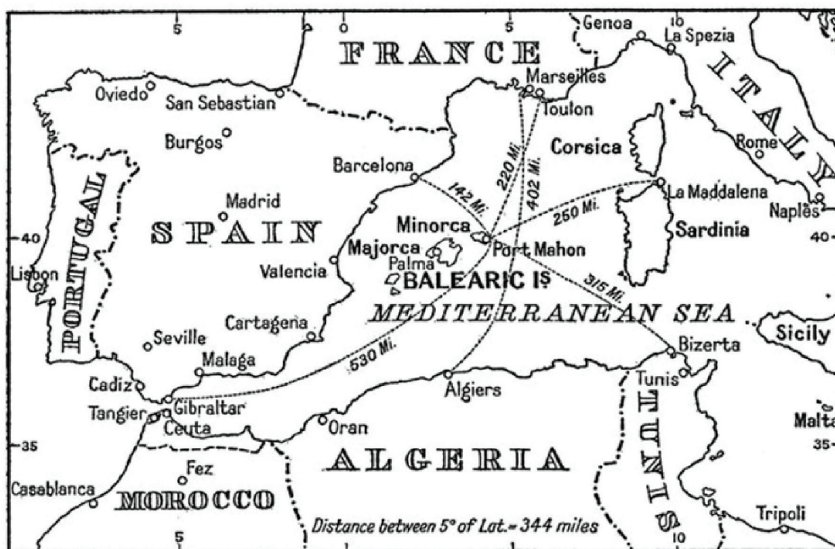 5
0
5
10
Genoa
La Spezia
FRANCE
ITALY
Marseilles
Toulon
Oviedo
San Sebastian
Burgos
Corsica
Rome
Barcelona
220 Mi.
402 Mi.
142 Mi.
La Maddalena
Naples
PORTUGAL
Madrid
SPAIN
Minorca
250 Mi.
Sardinia
40
Port Mahon
40
Majorca
Palma
Lisbon
Valencia
BALEARIC Is
315 Mi.
MEDITERRANEAN SEA
Cartagena
Seville
530 Mi.
Sicily
Malaga
Bizerta
Cadiz
Algiers
Tunis
Tangier
Gibraltar
Ceuta
Oran
Malta
35
TUNIS
35
ALGERIA
Fez
Casablanca
MOROCCO
Tripoli
Distance between 5° of Lat. = 344 miles
5
0
5
10